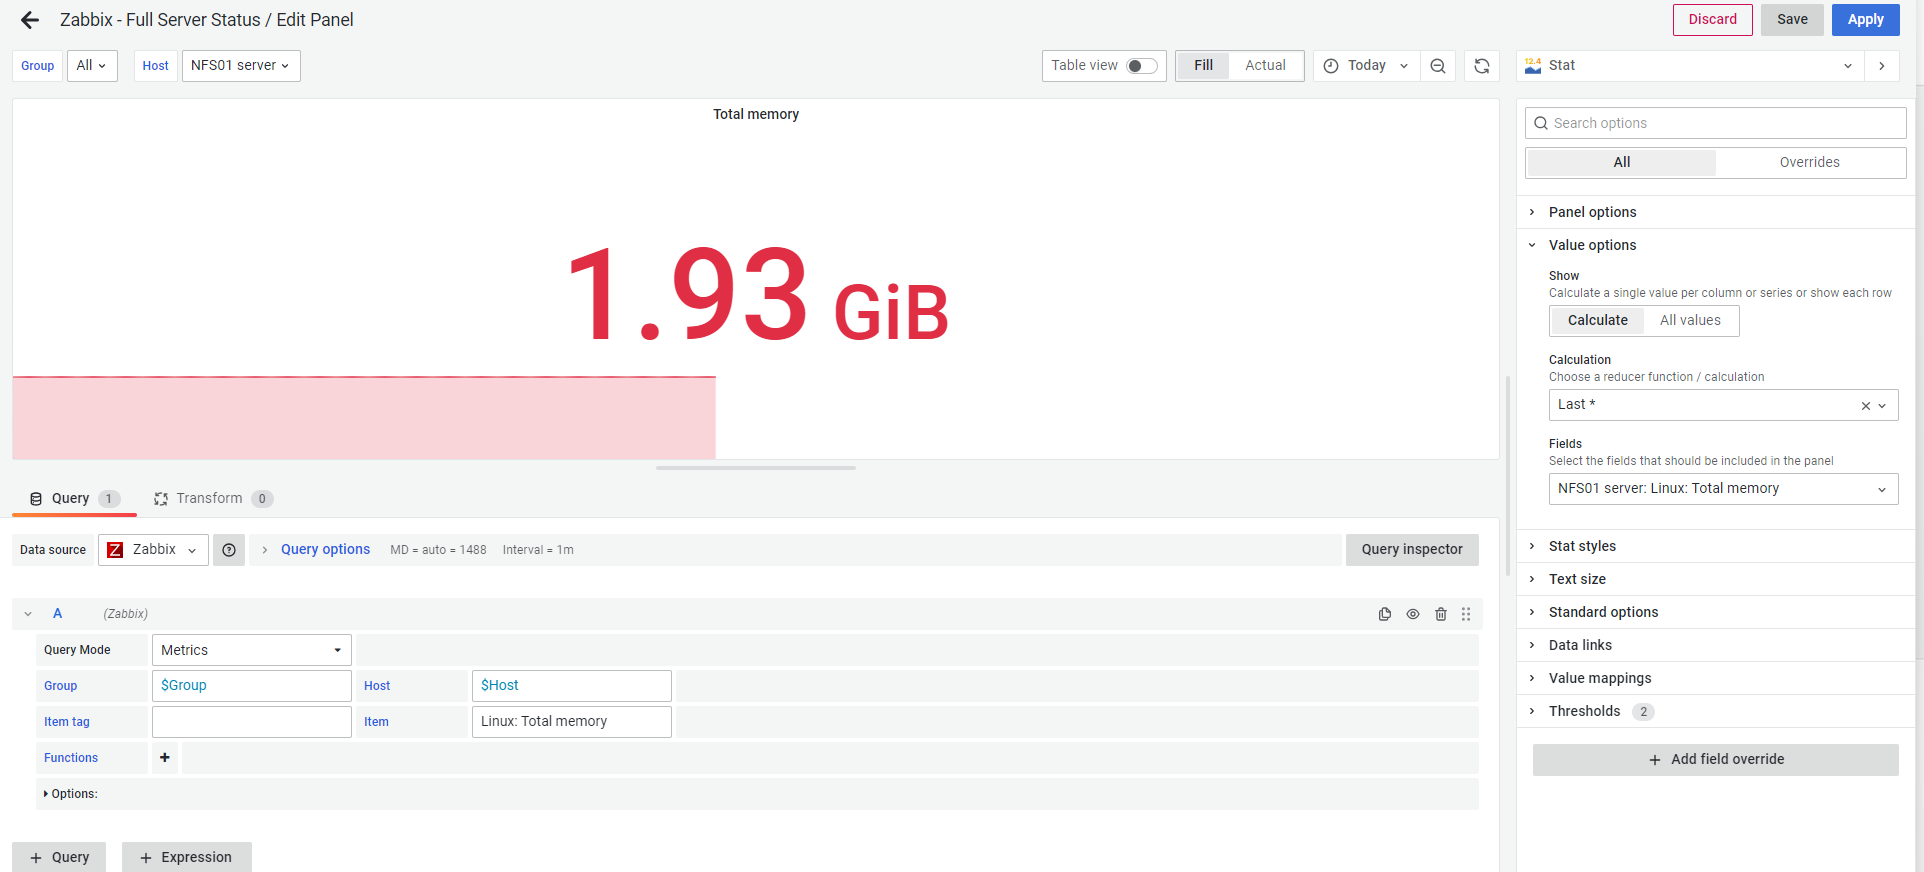 Zabbix - Full Server Status / Edit Panel
Discard Save Apply
Group All Host NFS01 server
Table view Fill Actual Today
12.4 Stat
Total memory
1.93 GiB
Search options
All Overrides
Panel options
Value options
Show
Calculate a single value per column or series or show each row
Calculate All values
Calculation
Choose a reducer function / calculation
Last *
Fields
Select the fields that should be included in the panel
NFS01 server: Linux: Total memory
Stat styles
Text size
Standard options
Data links
Value mappings
Thresholds 2
+ Add field override
Query 1 Transform 0
Data source Z Zabbix ? Query options MD = auto = 1488 Interval = 1m Query inspector
A (Zabbix)
Query Mode Metrics
Group $Group Host $Host
Item tag Item Linux: Total memory
Functions +
Options:
+ Query + Expression